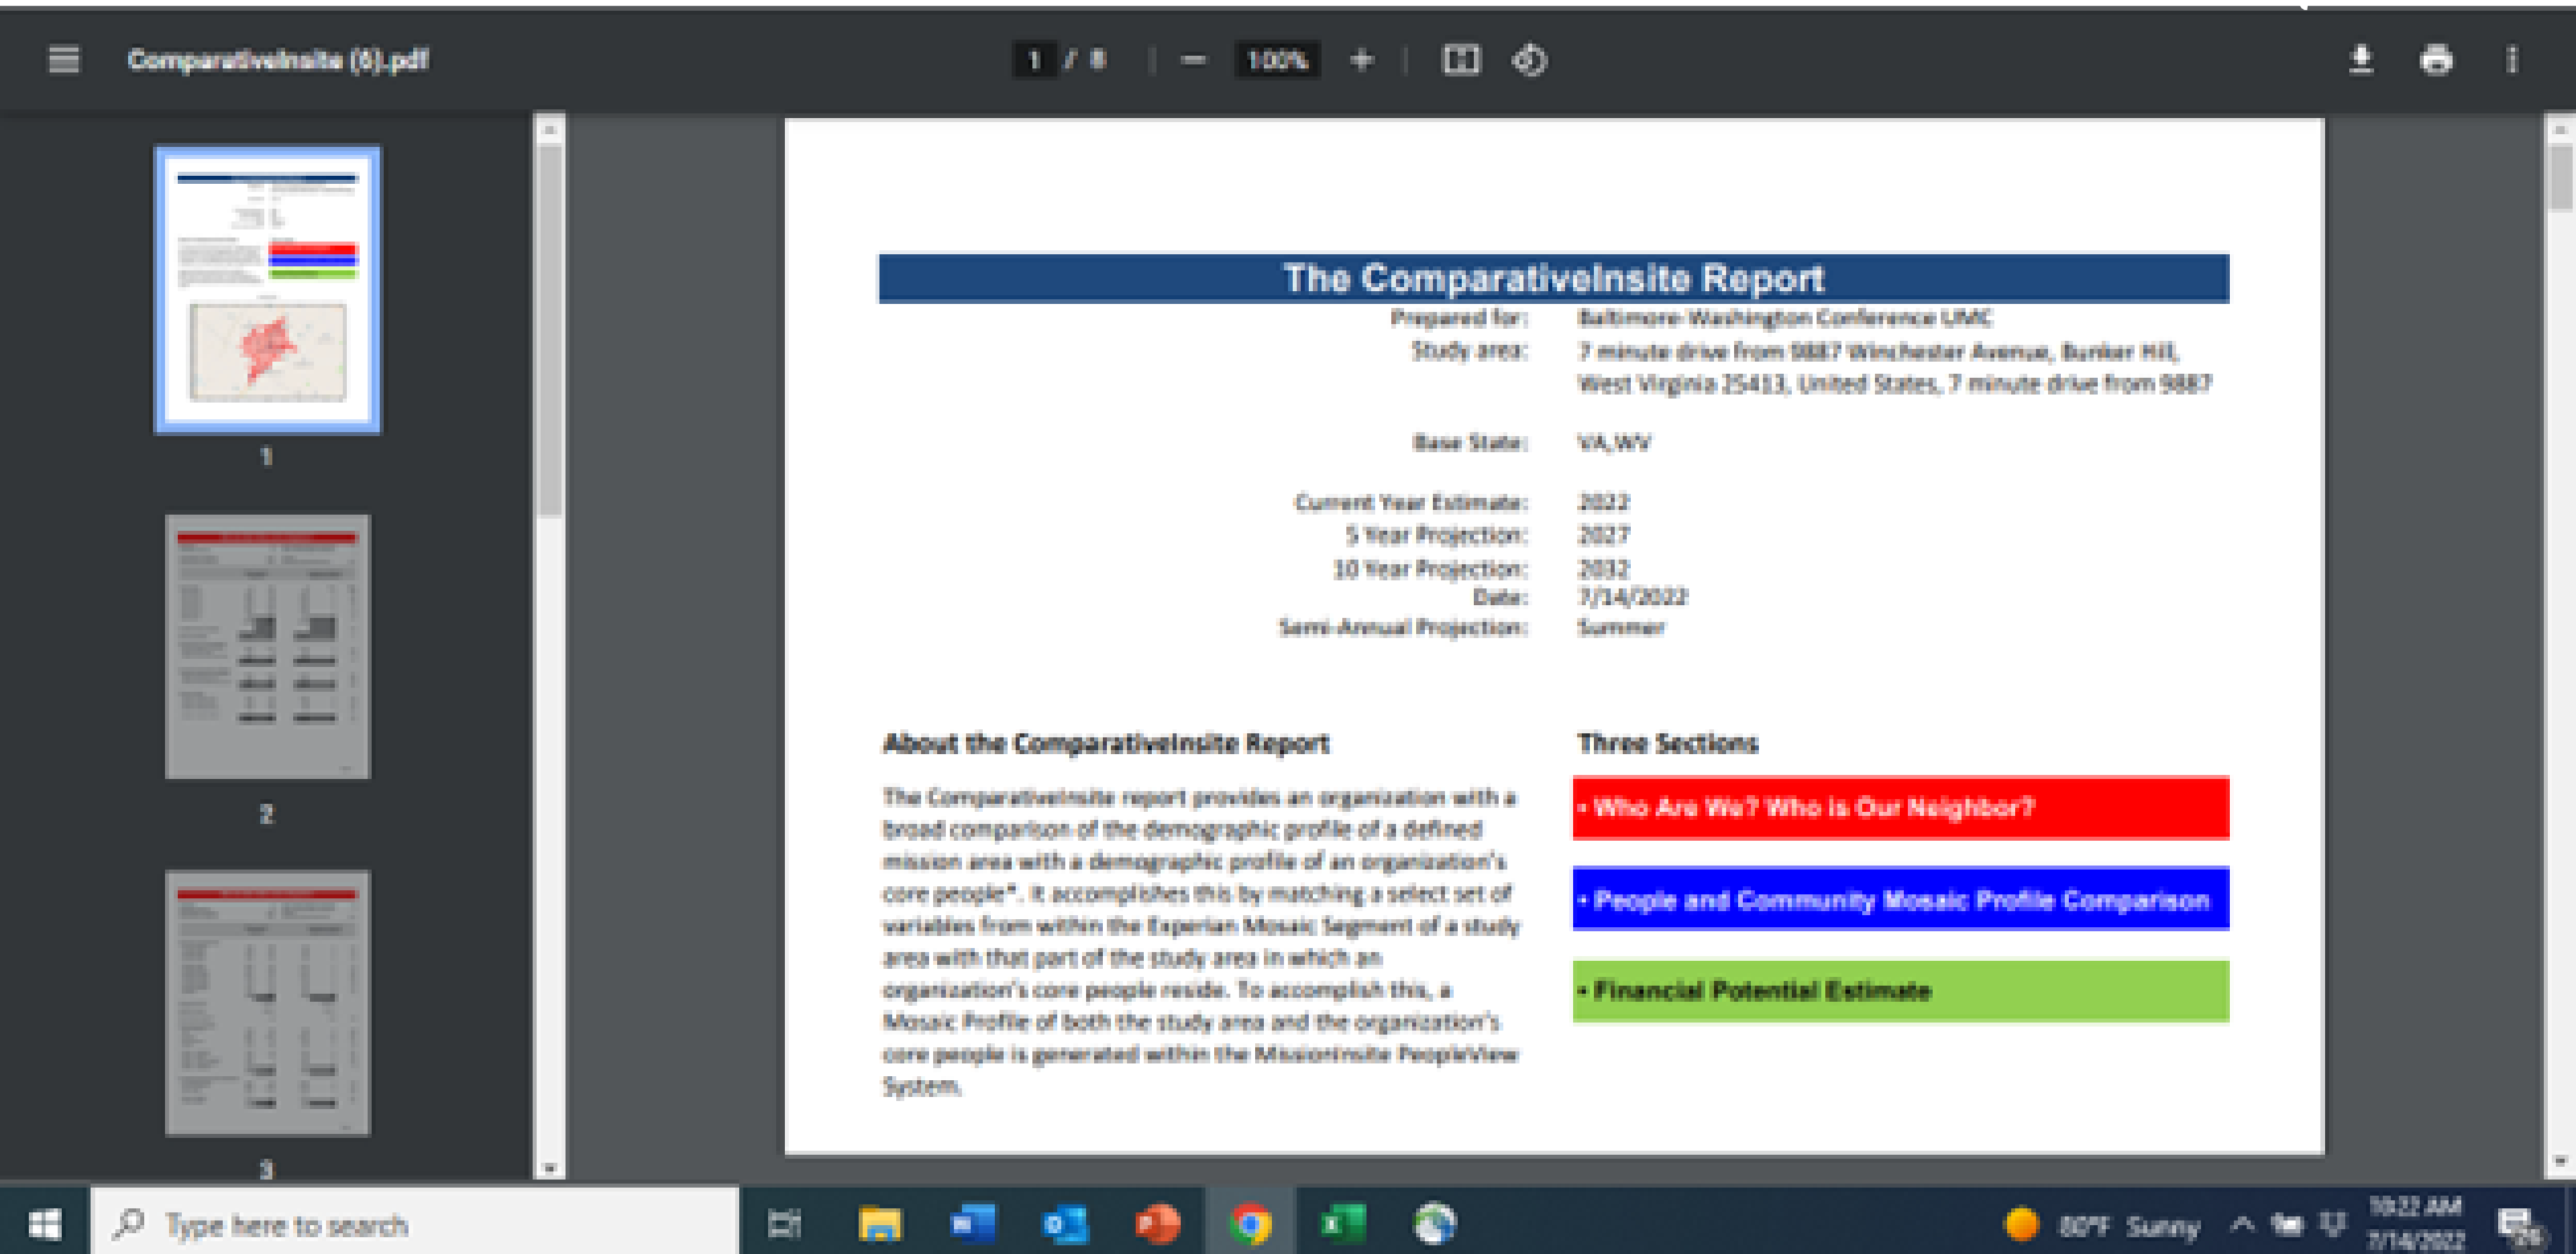 ComparativeInsite (6).pdf
1 / 8
100%
1
2
3
The ComparativeInsite Report
Prepared for: Baltimore-Washington Conference UMC
Study area: 7 minute drive from 9887 Winchester Avenue, Bunker Hill,
West Virginia 25413, United States, 7 minute drive from 9887
Base State: VA,WV
Current Year Estimate: 2022
5 Year Projection: 2027
10 Year Projection: 2032
Date: 7/14/2022
Semi-Annual Projection: Summer
About the ComparativeInsite Report
The ComparativeInsite report provides an organization with a
broad comparison of the demographic profile of a defined
mission area with a demographic profile of an organization's
core people*. It accomplishes this by matching a select set of
variables from within the Experian Mosaic Segment of a study
area with that part of the study area in which an
organization's core people reside. To accomplish this, a
Mosaic Profile of both the study area and the organization's
core people is generated within the MissionInsite PeopleView
System.
Three Sections
• Who Are We? Who is Our Neighbor?
• People and Community Mosaic Profile Comparison
• Financial Potential Estimate
Type here to search
80°F Sunny
10:22 AM
7/14/2022